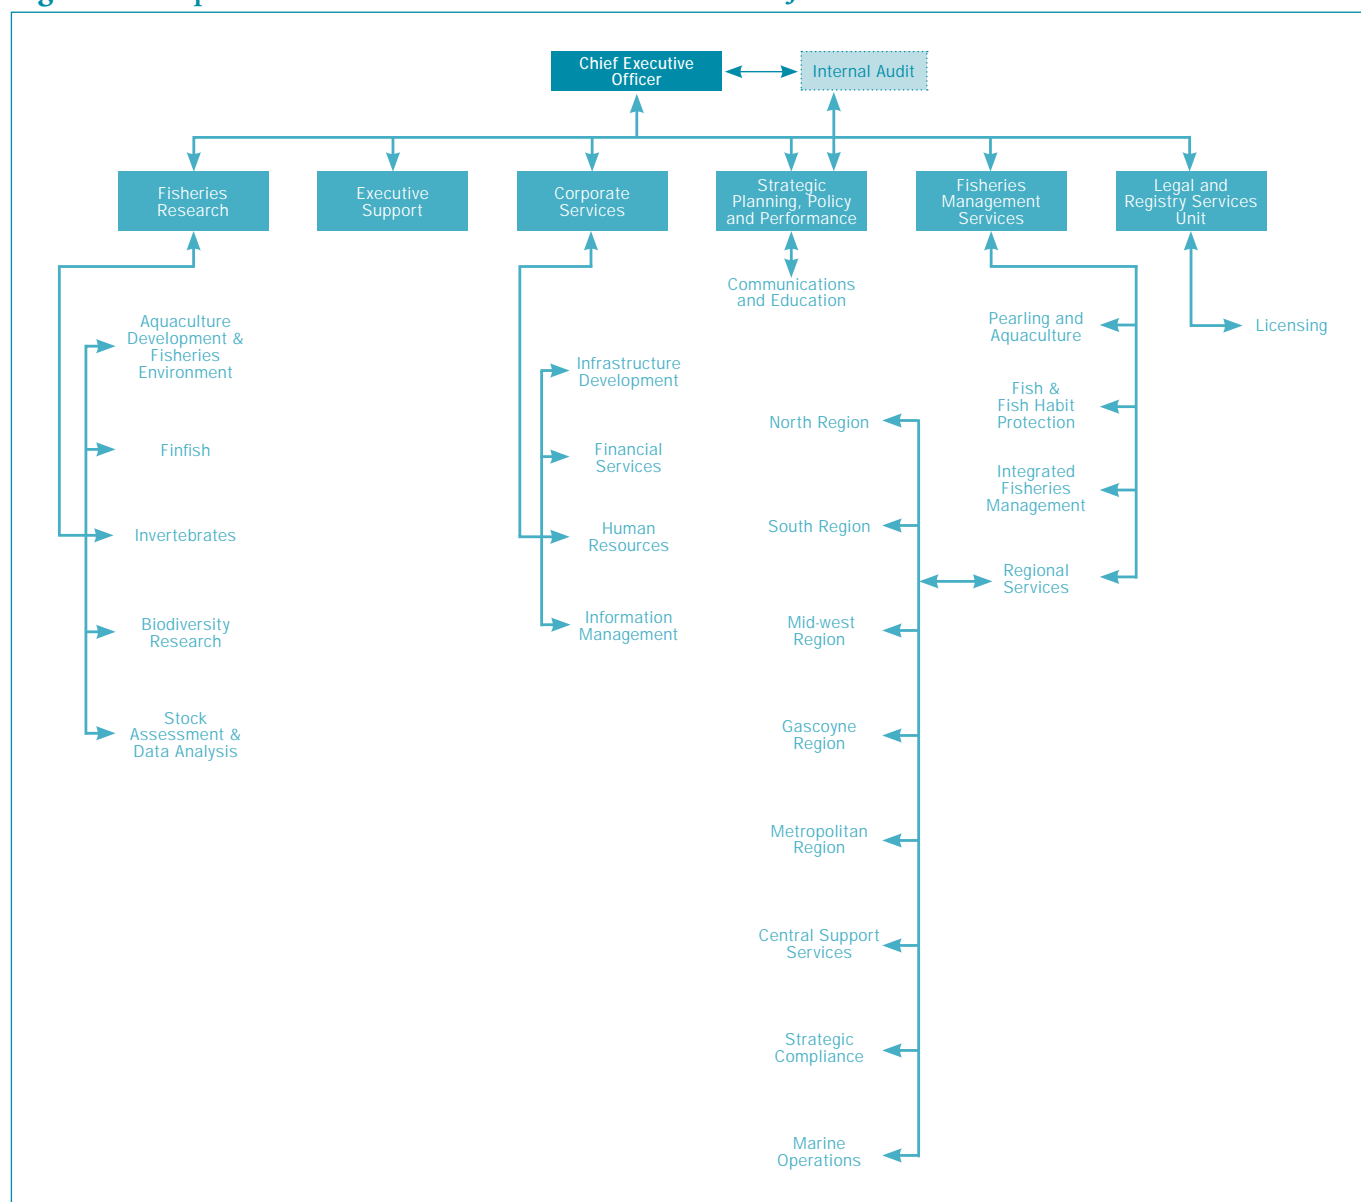 Chief Executive
Officer
Internal Audit
Fisheries
Research
Executive
Support
Corporate
Services
Strategic
Planning, Policy
and Performance
Fisheries
Management
Services
Legal and
Registry Services
Unit
Communications
and Education
Aquaculture
Development &
Fisheries
Environment
Finfish
Invertebrates
Biodiversity
Research
Stock
Assessment &
Data Analysis
Infrastructure
Development
Financial
Services
Human
Resources
Information
Management
North Region
South Region
Mid-west
Region
Gascoyne
Region
Metropolitan
Region
Central Support
Services
Strategic
Compliance
Marine
Operations
Pearling and
Aquaculture
Fish &
Fish Habit
Protection
Integrated
Fisheries
Management
Regional
Services
Licensing